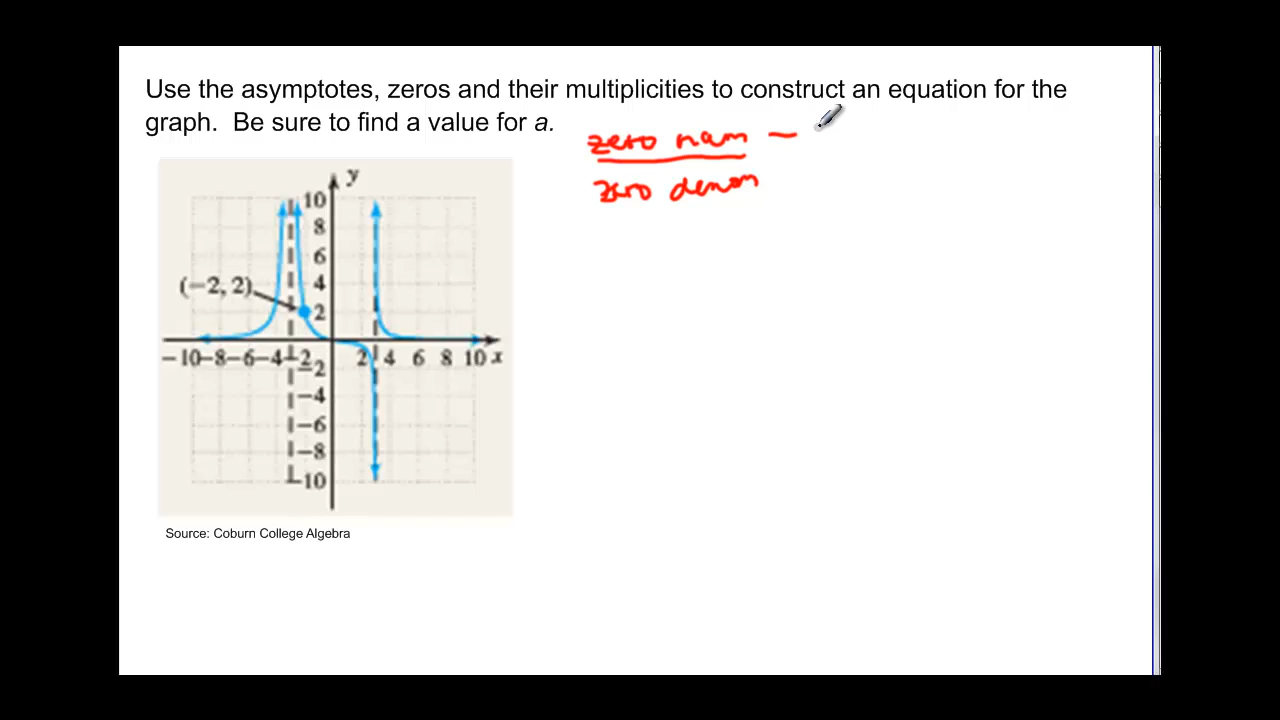 Use the asymptotes, zeros and their multiplicities to construct an equation for the
graph. Be sure to find a value for a.
zero num –
zero denom
y
10
8
6
4
(−2, 2)
2
−10−8−6−4−2 2 4 6 8 10 x
−2
−4
−6
−8
−10
Source: Coburn College Algebra